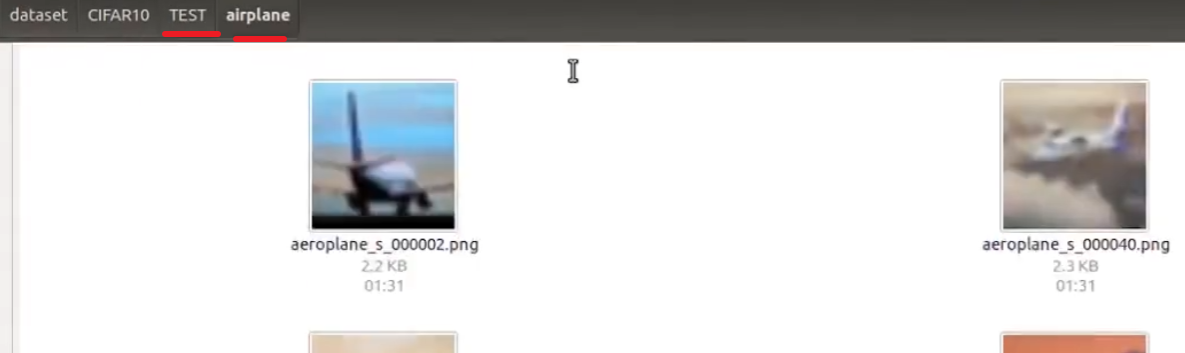 dataset CIFAR10 TEST airplane
aeroplane_s_000002.png aeroplane_s_000040.png
2.2 KB 2.3 KB
01:31 01:31